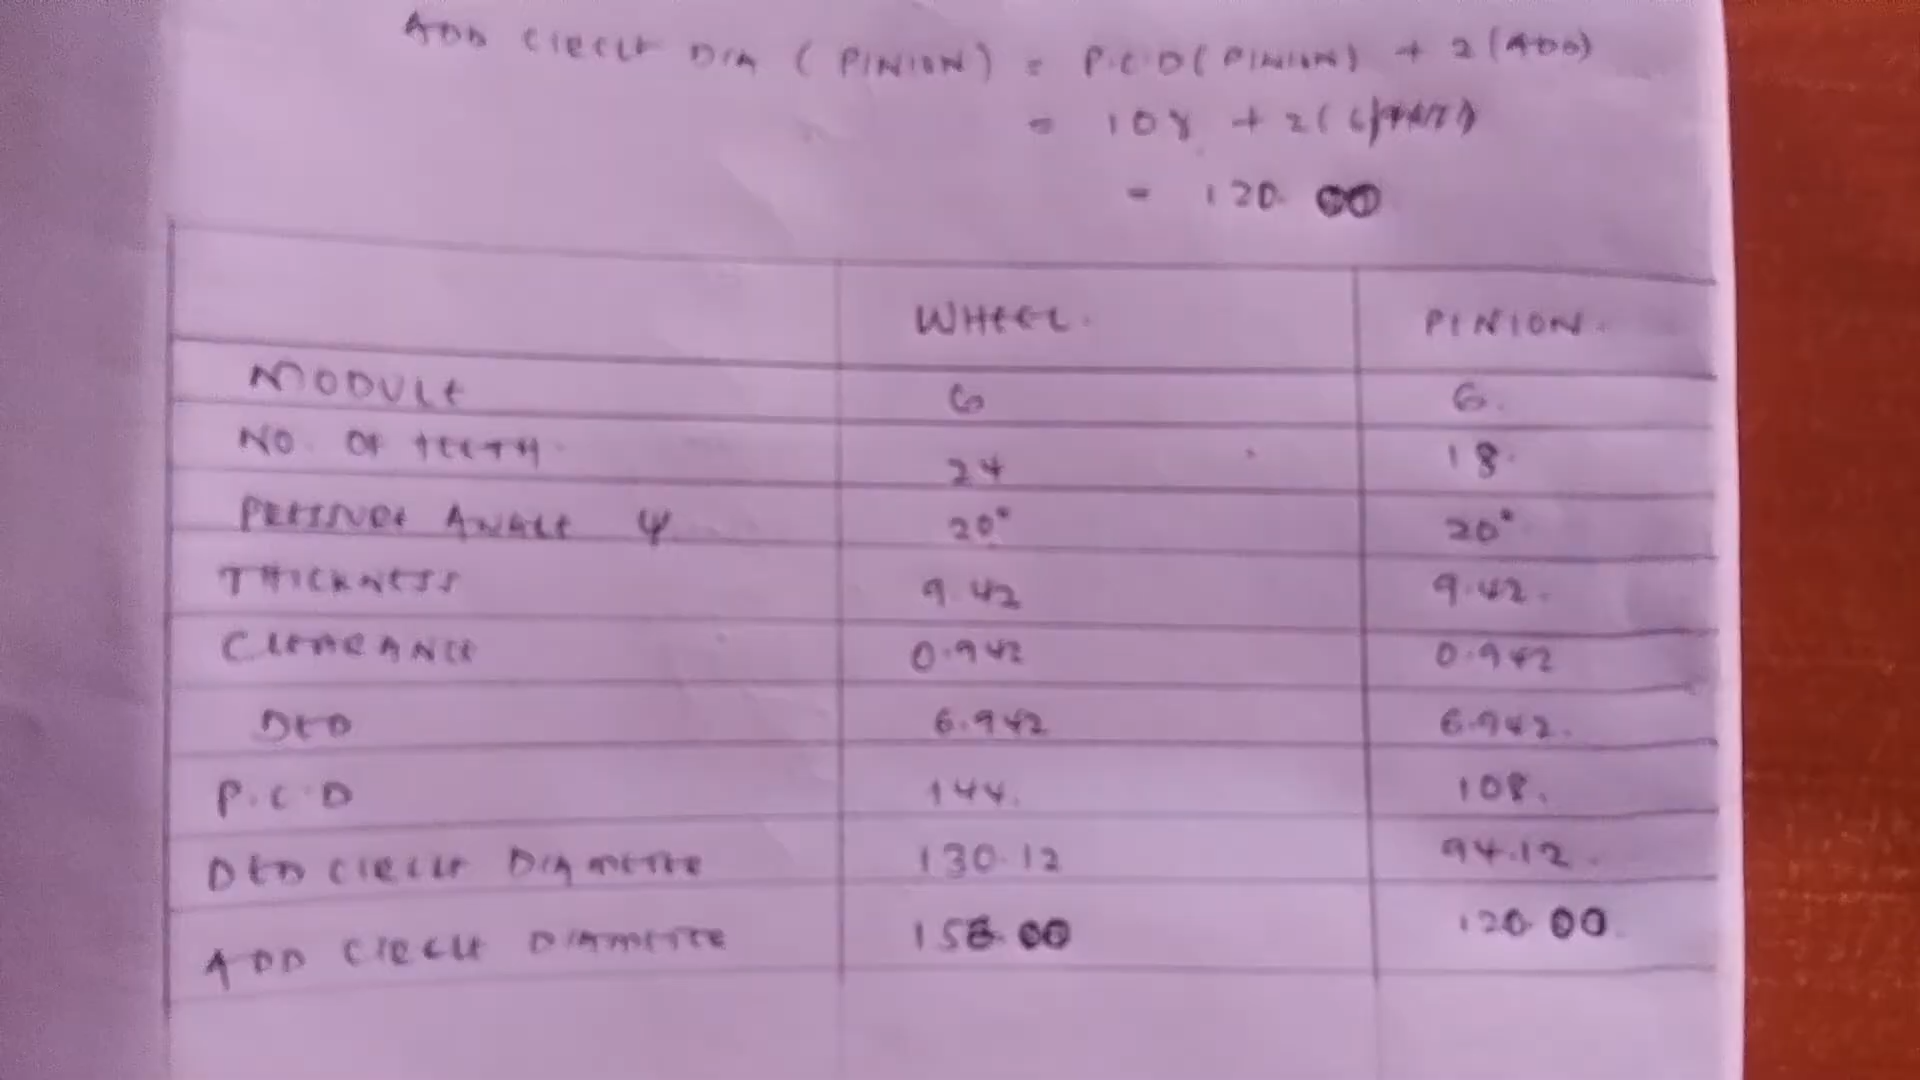 ADD CIRCLE DIA (PINION) = P.C.D (PINION) + 2 (ADD)
= 108 + 2 (6)
= 120.00
WHEEL. PINION.
MODULE 6 6.
NO. OF TEETH. 24 18.
PRESSURE ANGLE Ψ 20° 20°
THICKNESS 9.42 9.42.
CLEARANCE 0.942 0.942
DED 6.942 6.942.
P.C.D 144. 108.
DED CIRCLE DIAMETRE 130.12 94.12.
ADD CIRCLE DIAMETRE 156.00 120.00.